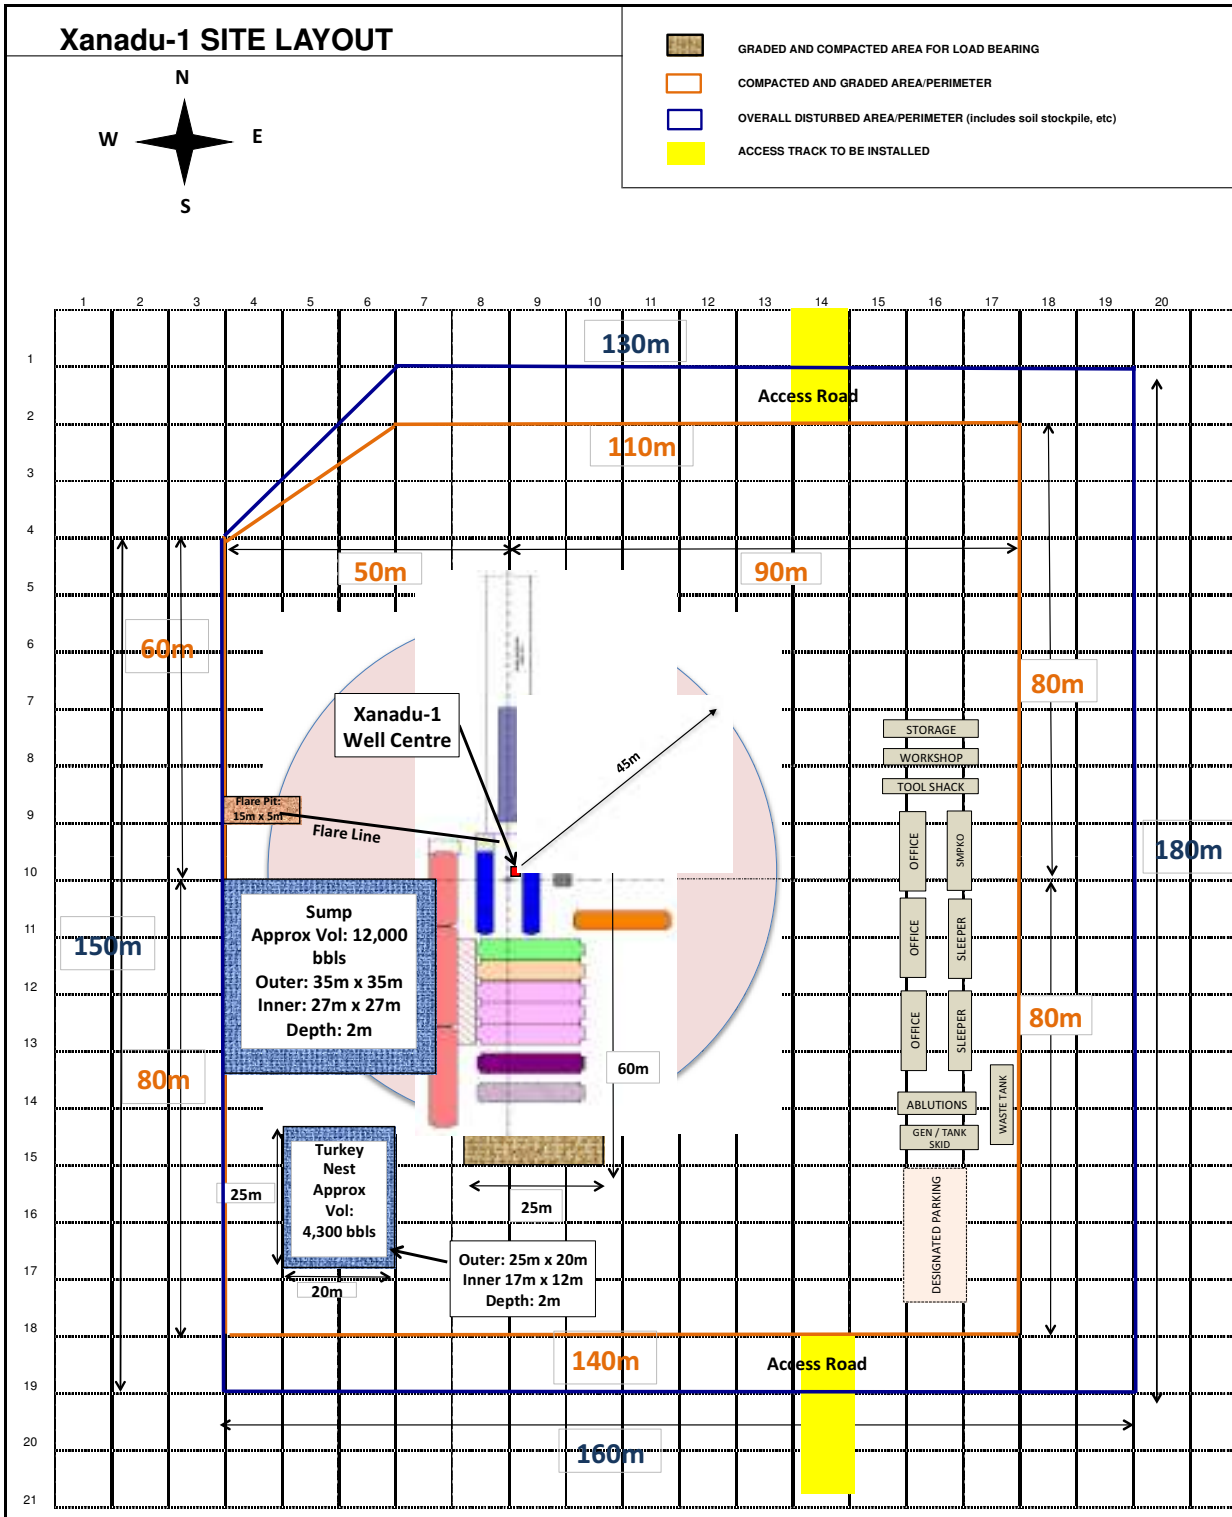 Xanadu-1 SITE LAYOUT
GRADED AND COMPACTED AREA FOR LOAD BEARING
COMPACTED AND GRADED AREA/PERIMETER
OVERALL DISTURBED AREA/PERIMETER (includes soil stockpile, etc)
ACCESS TRACK TO BE INSTALLED
N
W
E
S
1 2 3 4 5 6 7 8 9 10 11 12 13 14 15 16 17 18 19 20
1
2
3
4
5
6
7
8
9
10
11
12
13
14
15
16
17
18
19
20
21
130m
Access Road
110m
50m
90m
60m
80m
Xanadu-1
Well Centre
45m
STORAGE
WORKSHOP
TOOL SHACK
Flare Pit:
15m x 5m
Flare Line
OFFICE
SMPKO
180m
150m
Sump
Approx Vol: 12,000
bbls
Outer: 35m x 35m
Inner: 27m x 27m
Depth: 2m
OFFICE
SLEEPER
OFFICE
SLEEPER
80m
80m
60m
WASTE TANK
ABLUTIONS
GEN / TANK
SKID
Turkey
Nest
Approx
Vol:
4,300 bbls
25m
20m
25m
Outer: 25m x 20m
Inner 17m x 12m
Depth: 2m
DESIGNATED PARKING
140m
Access Road
160m